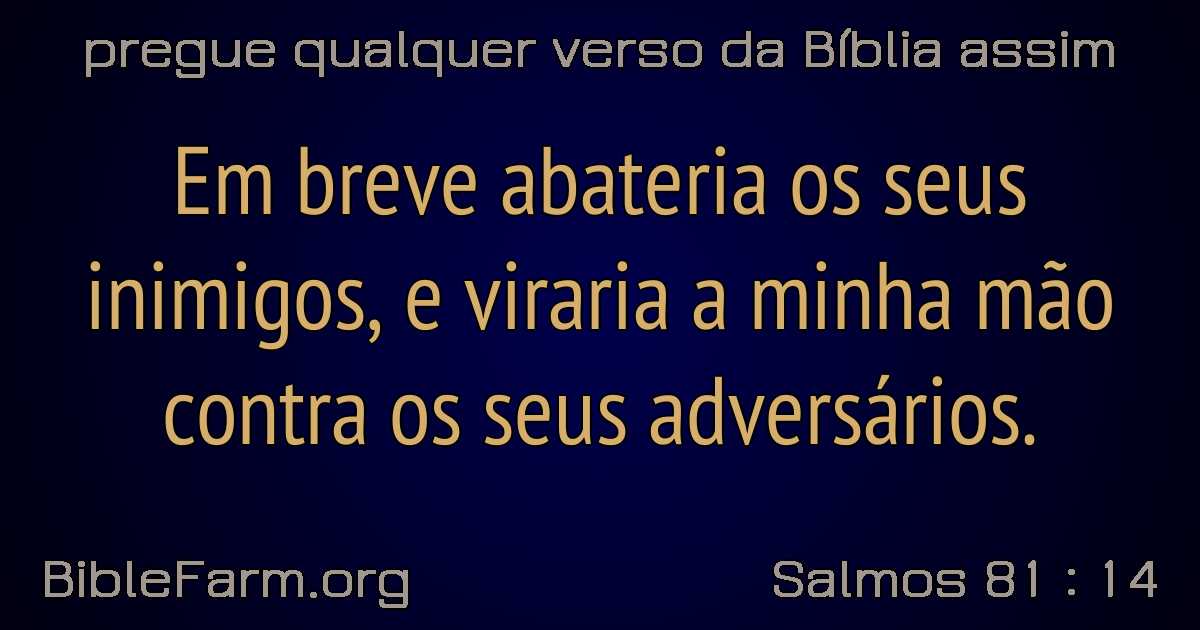 pregue qualquer verso da Bíblia assim
Em breve abateria os seus
inimigos, e viraria a minha mão
contra os seus adversários.
BibleFarm.org
Salmos 81 : 14